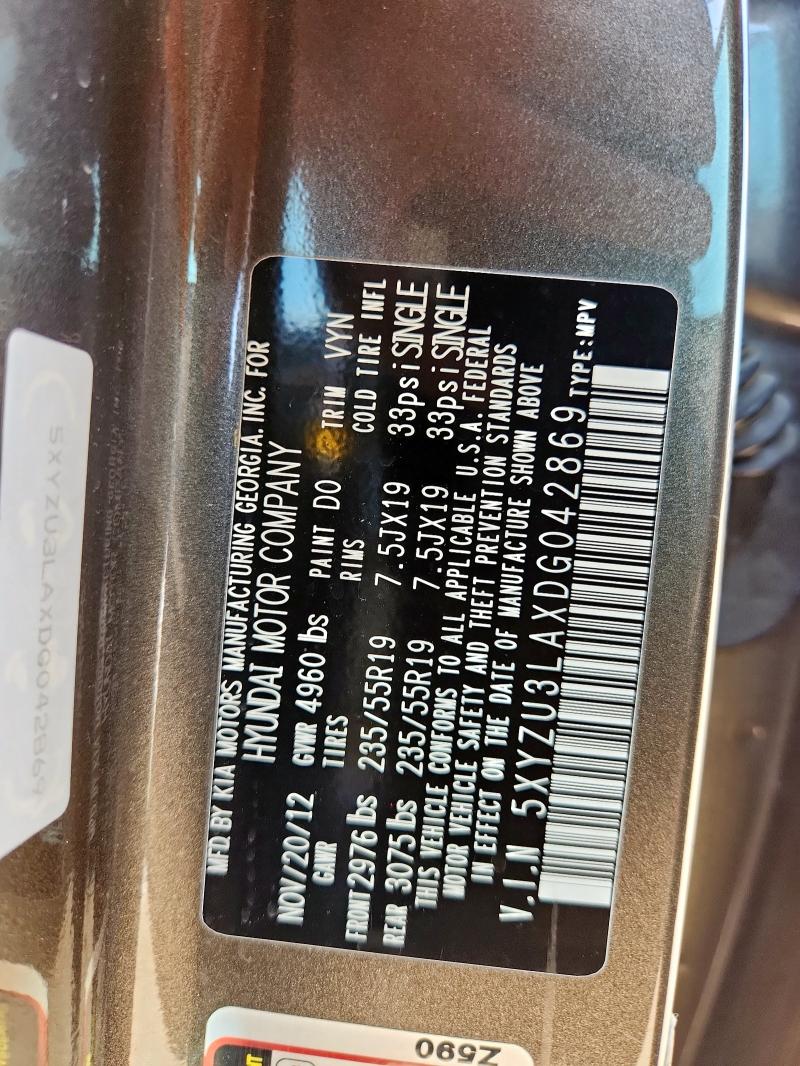 MFD BY KIA MOTORS MANUFACTURING GEORGIA. INC. FOR
HYUNDAI MOTOR COMPANY
NOV/20/12 GVWR 4960 lbs PAINT DO TRIM VYN
GAWR TIRES RIMS COLD TIRE INFL
FRONT 2976 lbs 235/55R19 7.5JX19 33psi SINGLE
REAR 3075 lbs 235/55R19 7.5JX19 33psi SINGLE
THIS VEHICLE CONFORMS TO ALL APPLICABLE U.S.A. FEDERAL
MOTOR VEHICLE SAFETY AND THEFT PREVENTION STANDARDS
IN EFFECT ON THE DATE OF MANUFACTURE SHOWN ABOVE
V.I.N 5XYZU3LAXDG042869 TYPE:MPV
5XYZU3LAXDG042869
Z590